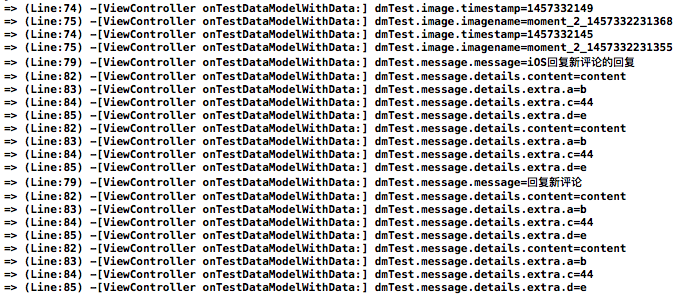 => (Line:74) -[ViewController onTestDataModelWithData:] dmTest.image.timestamp=1457332149
=> (Line:75) -[ViewController onTestDataModelWithData:] dmTest.image.imagename=moment_2_1457332231368
=> (Line:74) -[ViewController onTestDataModelWithData:] dmTest.image.timestamp=1457332145
=> (Line:75) -[ViewController onTestDataModelWithData:] dmTest.image.imagename=moment_2_1457332231355
=> (Line:79) -[ViewController onTestDataModelWithData:] dmTest.message.message=iOS回复新评论的回复
=> (Line:82) -[ViewController onTestDataModelWithData:] dmTest.message.details.content=content
=> (Line:83) -[ViewController onTestDataModelWithData:] dmTest.message.details.extra.a=b
=> (Line:84) -[ViewController onTestDataModelWithData:] dmTest.message.details.extra.c=44
=> (Line:85) -[ViewController onTestDataModelWithData:] dmTest.message.details.extra.d=e
=> (Line:82) -[ViewController onTestDataModelWithData:] dmTest.message.details.content=content
=> (Line:83) -[ViewController onTestDataModelWithData:] dmTest.message.details.extra.a=b
=> (Line:84) -[ViewController onTestDataModelWithData:] dmTest.message.details.extra.c=44
=> (Line:85) -[ViewController onTestDataModelWithData:] dmTest.message.details.extra.d=e
=> (Line:79) -[ViewController onTestDataModelWithData:] dmTest.message.message=回复新评论
=> (Line:82) -[ViewController onTestDataModelWithData:] dmTest.message.details.content=content
=> (Line:83) -[ViewController onTestDataModelWithData:] dmTest.message.details.extra.a=b
=> (Line:84) -[ViewController onTestDataModelWithData:] dmTest.message.details.extra.c=44
=> (Line:85) -[ViewController onTestDataModelWithData:] dmTest.message.details.extra.d=e
=> (Line:82) -[ViewController onTestDataModelWithData:] dmTest.message.details.content=content
=> (Line:83) -[ViewController onTestDataModelWithData:] dmTest.message.details.extra.a=b
=> (Line:84) -[ViewController onTestDataModelWithData:] dmTest.message.details.extra.c=44
=> (Line:85) -[ViewController onTestDataModelWithData:] dmTest.message.details.extra.d=e